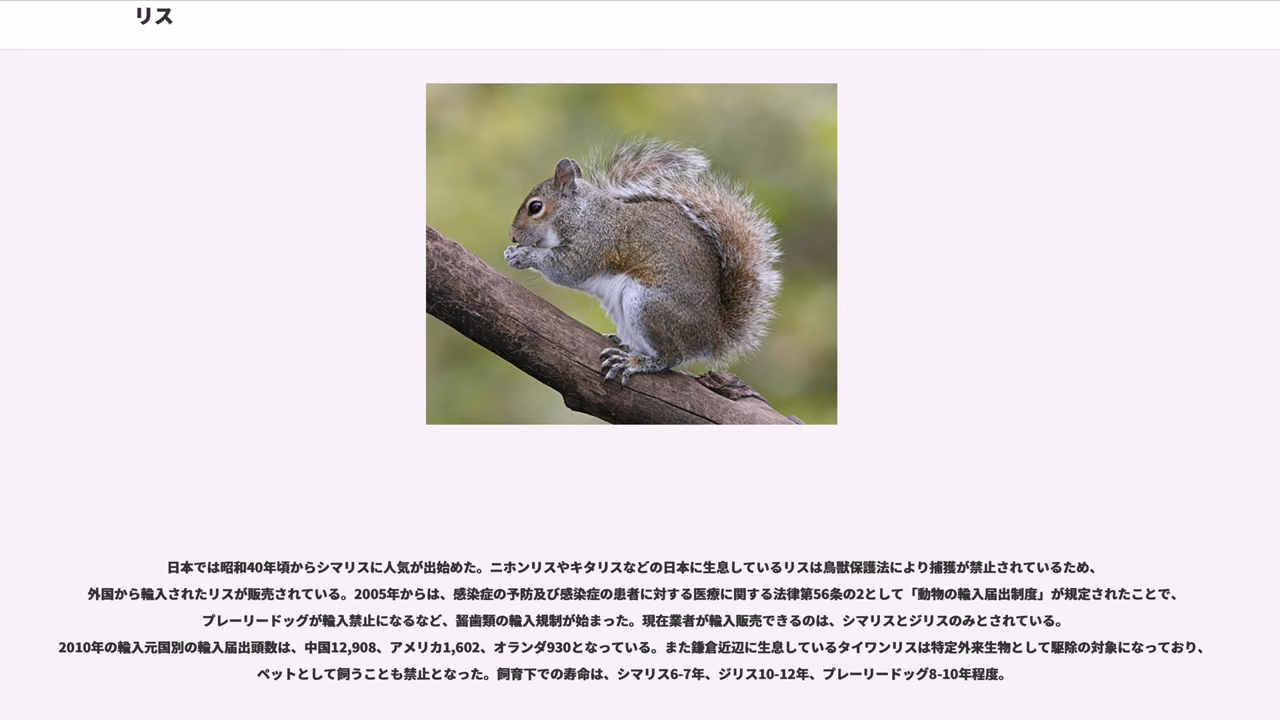 リス
日本では昭和40年頃からシマリスに人気が出始めた。ニホンリスやキタリスなどの日本に生息しているリスは鳥獣保護法により捕獲が禁止されているため、
外国から輸入されたリスが販売されている。2005年からは、感染症の予防及び感染症の患者に対する医療に関する法律第56条の2として「動物の輸入届出制度」が規定されたことで、
プレーリードッグが輸入禁止になるなど、齧歯類の輸入規制が始まった。現在業者が輸入販売できるのは、シマリスとジリスのみとされている。
2010年の輸入元国別の輸入届出頭数は、中国12,908、アメリカ1,602、オランダ930となっている。また鎌倉近辺に生息しているタイワンリスは特定外来生物として駆除の対象になっており、
ペットとして飼うことも禁止となった。飼育下での寿命は、シマリス6-7年、ジリス10-12年、プレーリードッグ8-10年程度。